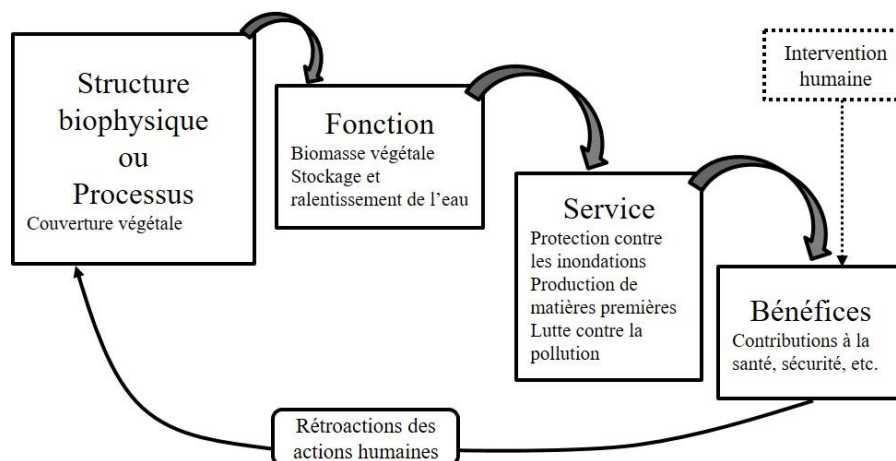 Structure
biophysique
ou
Processus
Couverture végétale
Fonction
Biomasse végétale
Stockage et
ralentissement de l’eau
Service
Protection contre
les inondations
Production de
matières premières
Lutte contre la
pollution
Intervention
humaine
Bénéfices
Contributions à la
santé, sécurité, etc.
Rétroactions des
actions humaines